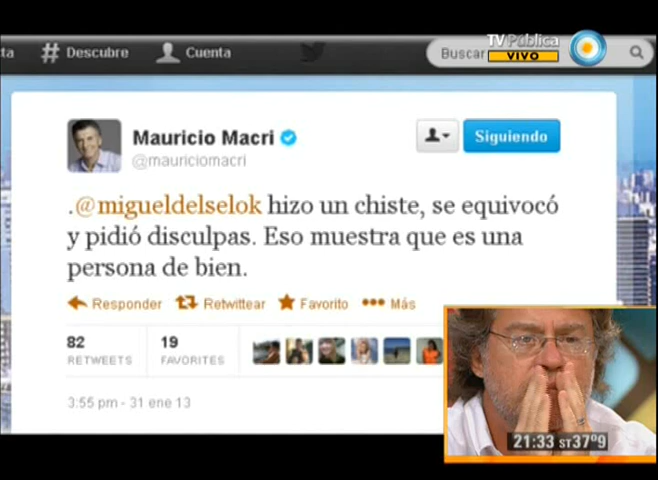 TV Pública
VIVO
ta # Descubre Cuenta Buscar
Mauricio Macri
@mauriciomacri
Siguiendo
.@migueldelselok hizo un chiste, se equivocó
y pidió disculpas. Eso muestra que es una
persona de bien.
Responder Retwittear Favorito Más
82 19
RETWEETS FAVORITES
3:55 pm - 31 ene 13
21:33 ST37º9